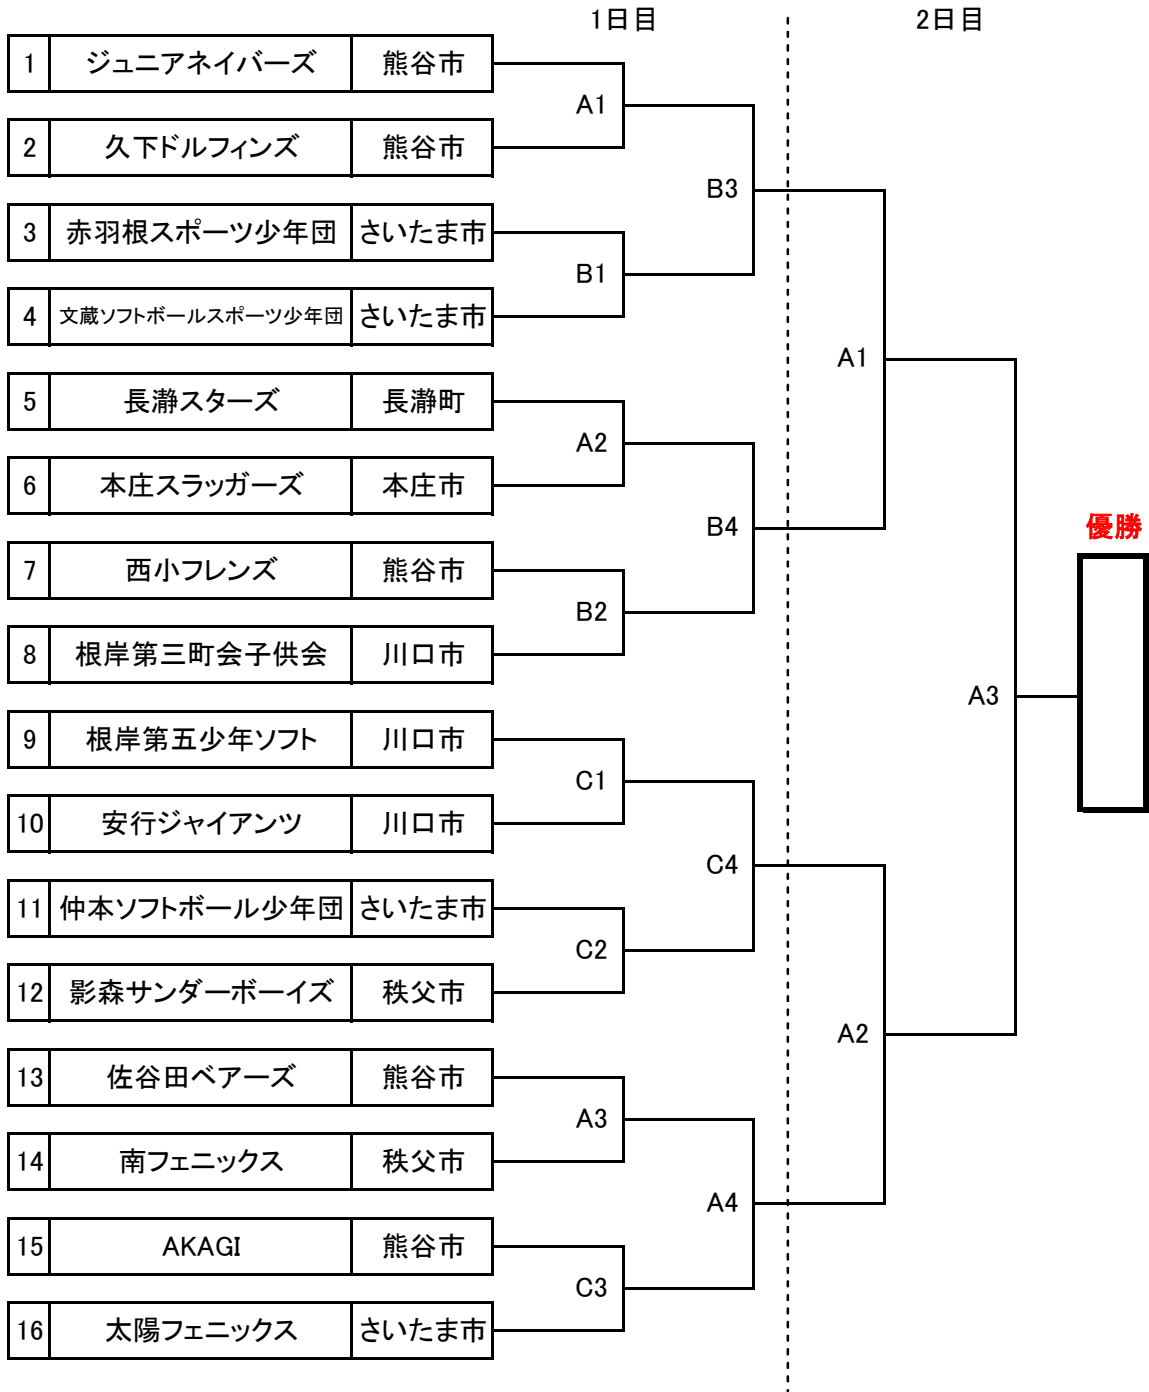 1日目 2日目
1 ジュニアネイバーズ 熊谷市
A1
2 久下ドルフィンズ 熊谷市
B3
3 赤羽根スポーツ少年団 さいたま市
B1
4 文蔵ソフトボールスポーツ少年団 さいたま市
A1
5 長瀞スターズ 長瀞町
A2
6 本庄スラッガーズ 本庄市
B4
優勝
7 西小フレンズ 熊谷市
B2
8 根岸第三町会子供会 川口市
A3
9 根岸第五少年ソフト 川口市
C1
10 安行ジャイアンツ 川口市
C4
11 仲本ソフトボール少年団 さいたま市
C2
12 影森サンダーボーイズ 秩父市
A2
13 佐谷田ベアーズ 熊谷市
A3
14 南フェニックス 秩父市
A4
15 AKAGI 熊谷市
C3
16 太陽フェニックス さいたま市